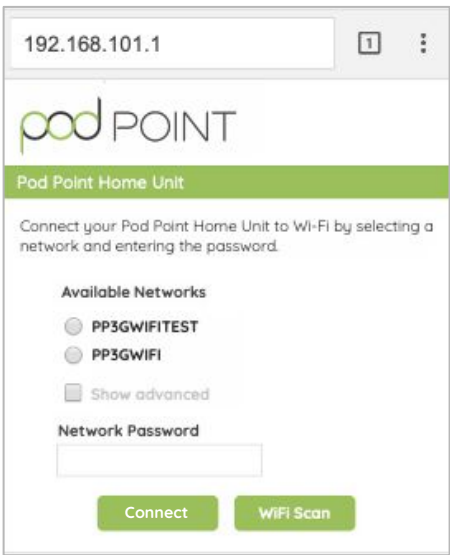 192.168.101.1
1
pod POINT
Pod Point Home Unit
Connect your Pod Point Home Unit to Wi-Fi by selecting a
network and entering the password.
Available Networks
PP3GWIFITEST
PP3GWIFI
Show advanced
Network Password
Connect
WiFi Scan